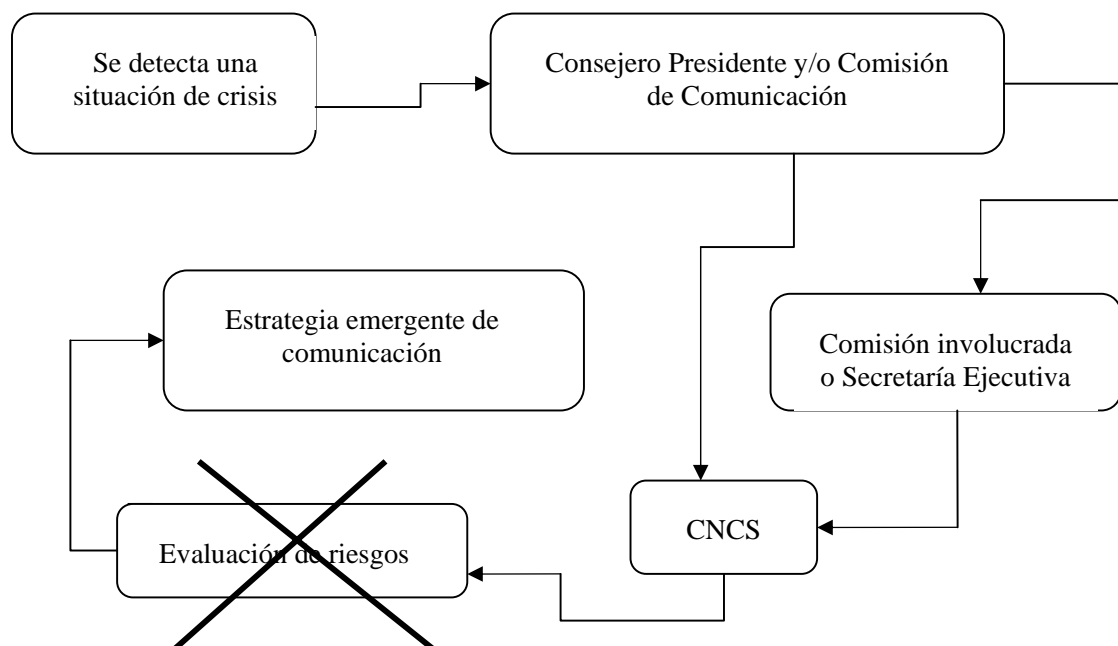 Se detecta una
situación de crisis
Consejero Presidente y/o Comisión
de Comunicación
Estrategia emergente de
comunicación
Comisión involucrada
o Secretaría Ejecutiva
CNCS
Evaluación de riesgos